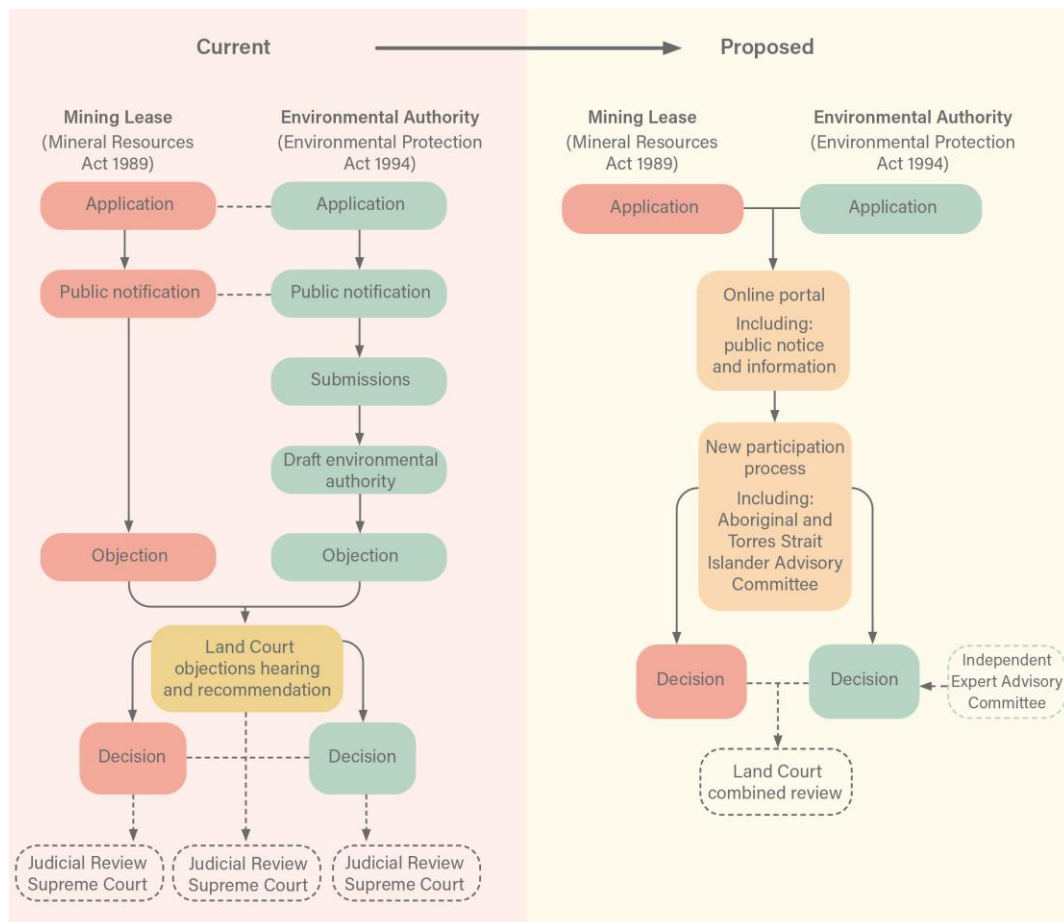 Current
Mining Lease
(Mineral Resources
Act 1989)
Environmental Authority
(Environmental Protection
Act 1994)
Application
Application
Public notification
Public notification
Submissions
Draft environmental
authority
Objection
Objection
Land Court
objections hearing
and recommendation
Decision
Decision
Judicial Review
Supreme Court
Judicial Review
Supreme Court
Judicial Review
Supreme Court
Proposed
Mining Lease
(Mineral Resources
Act 1989)
Environmental Authority
(Environmental Protection
Act 1994)
Application
Application
Online portal
Including:
public notice
and information
New participation
process
Including:
Aboriginal and
Torres Strait
Islander Advisory
Committee
Decision
Decision
Independent
Expert Advisory
Committee
Land Court
combined review